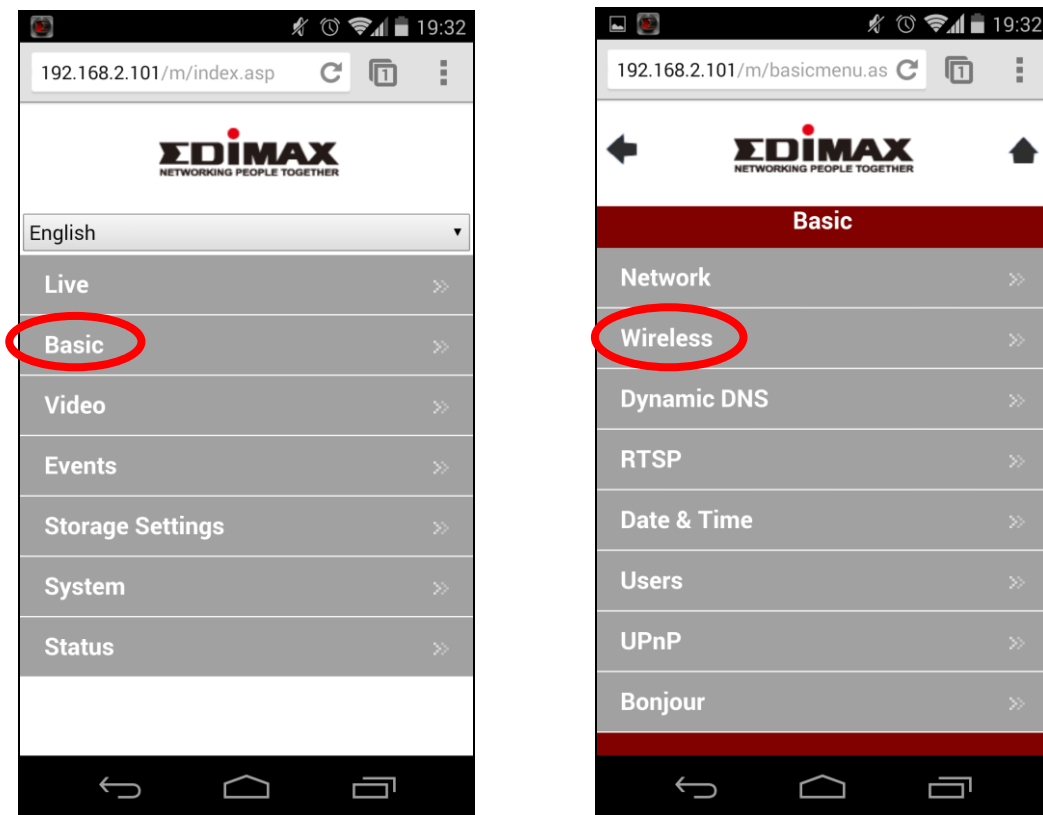 19:32
192.168.2.101/m/index.asp
1
EDIMAX
NETWORKING PEOPLE TOGETHER
English
Live
Basic
Video
Events
Storage Settings
System
Status
19:32
192.168.2.101/m/basicmenu.as
1
EDIMAX
NETWORKING PEOPLE TOGETHER
Basic
Network
Wireless
Dynamic DNS
RTSP
Date & Time
Users
UPnP
Bonjour